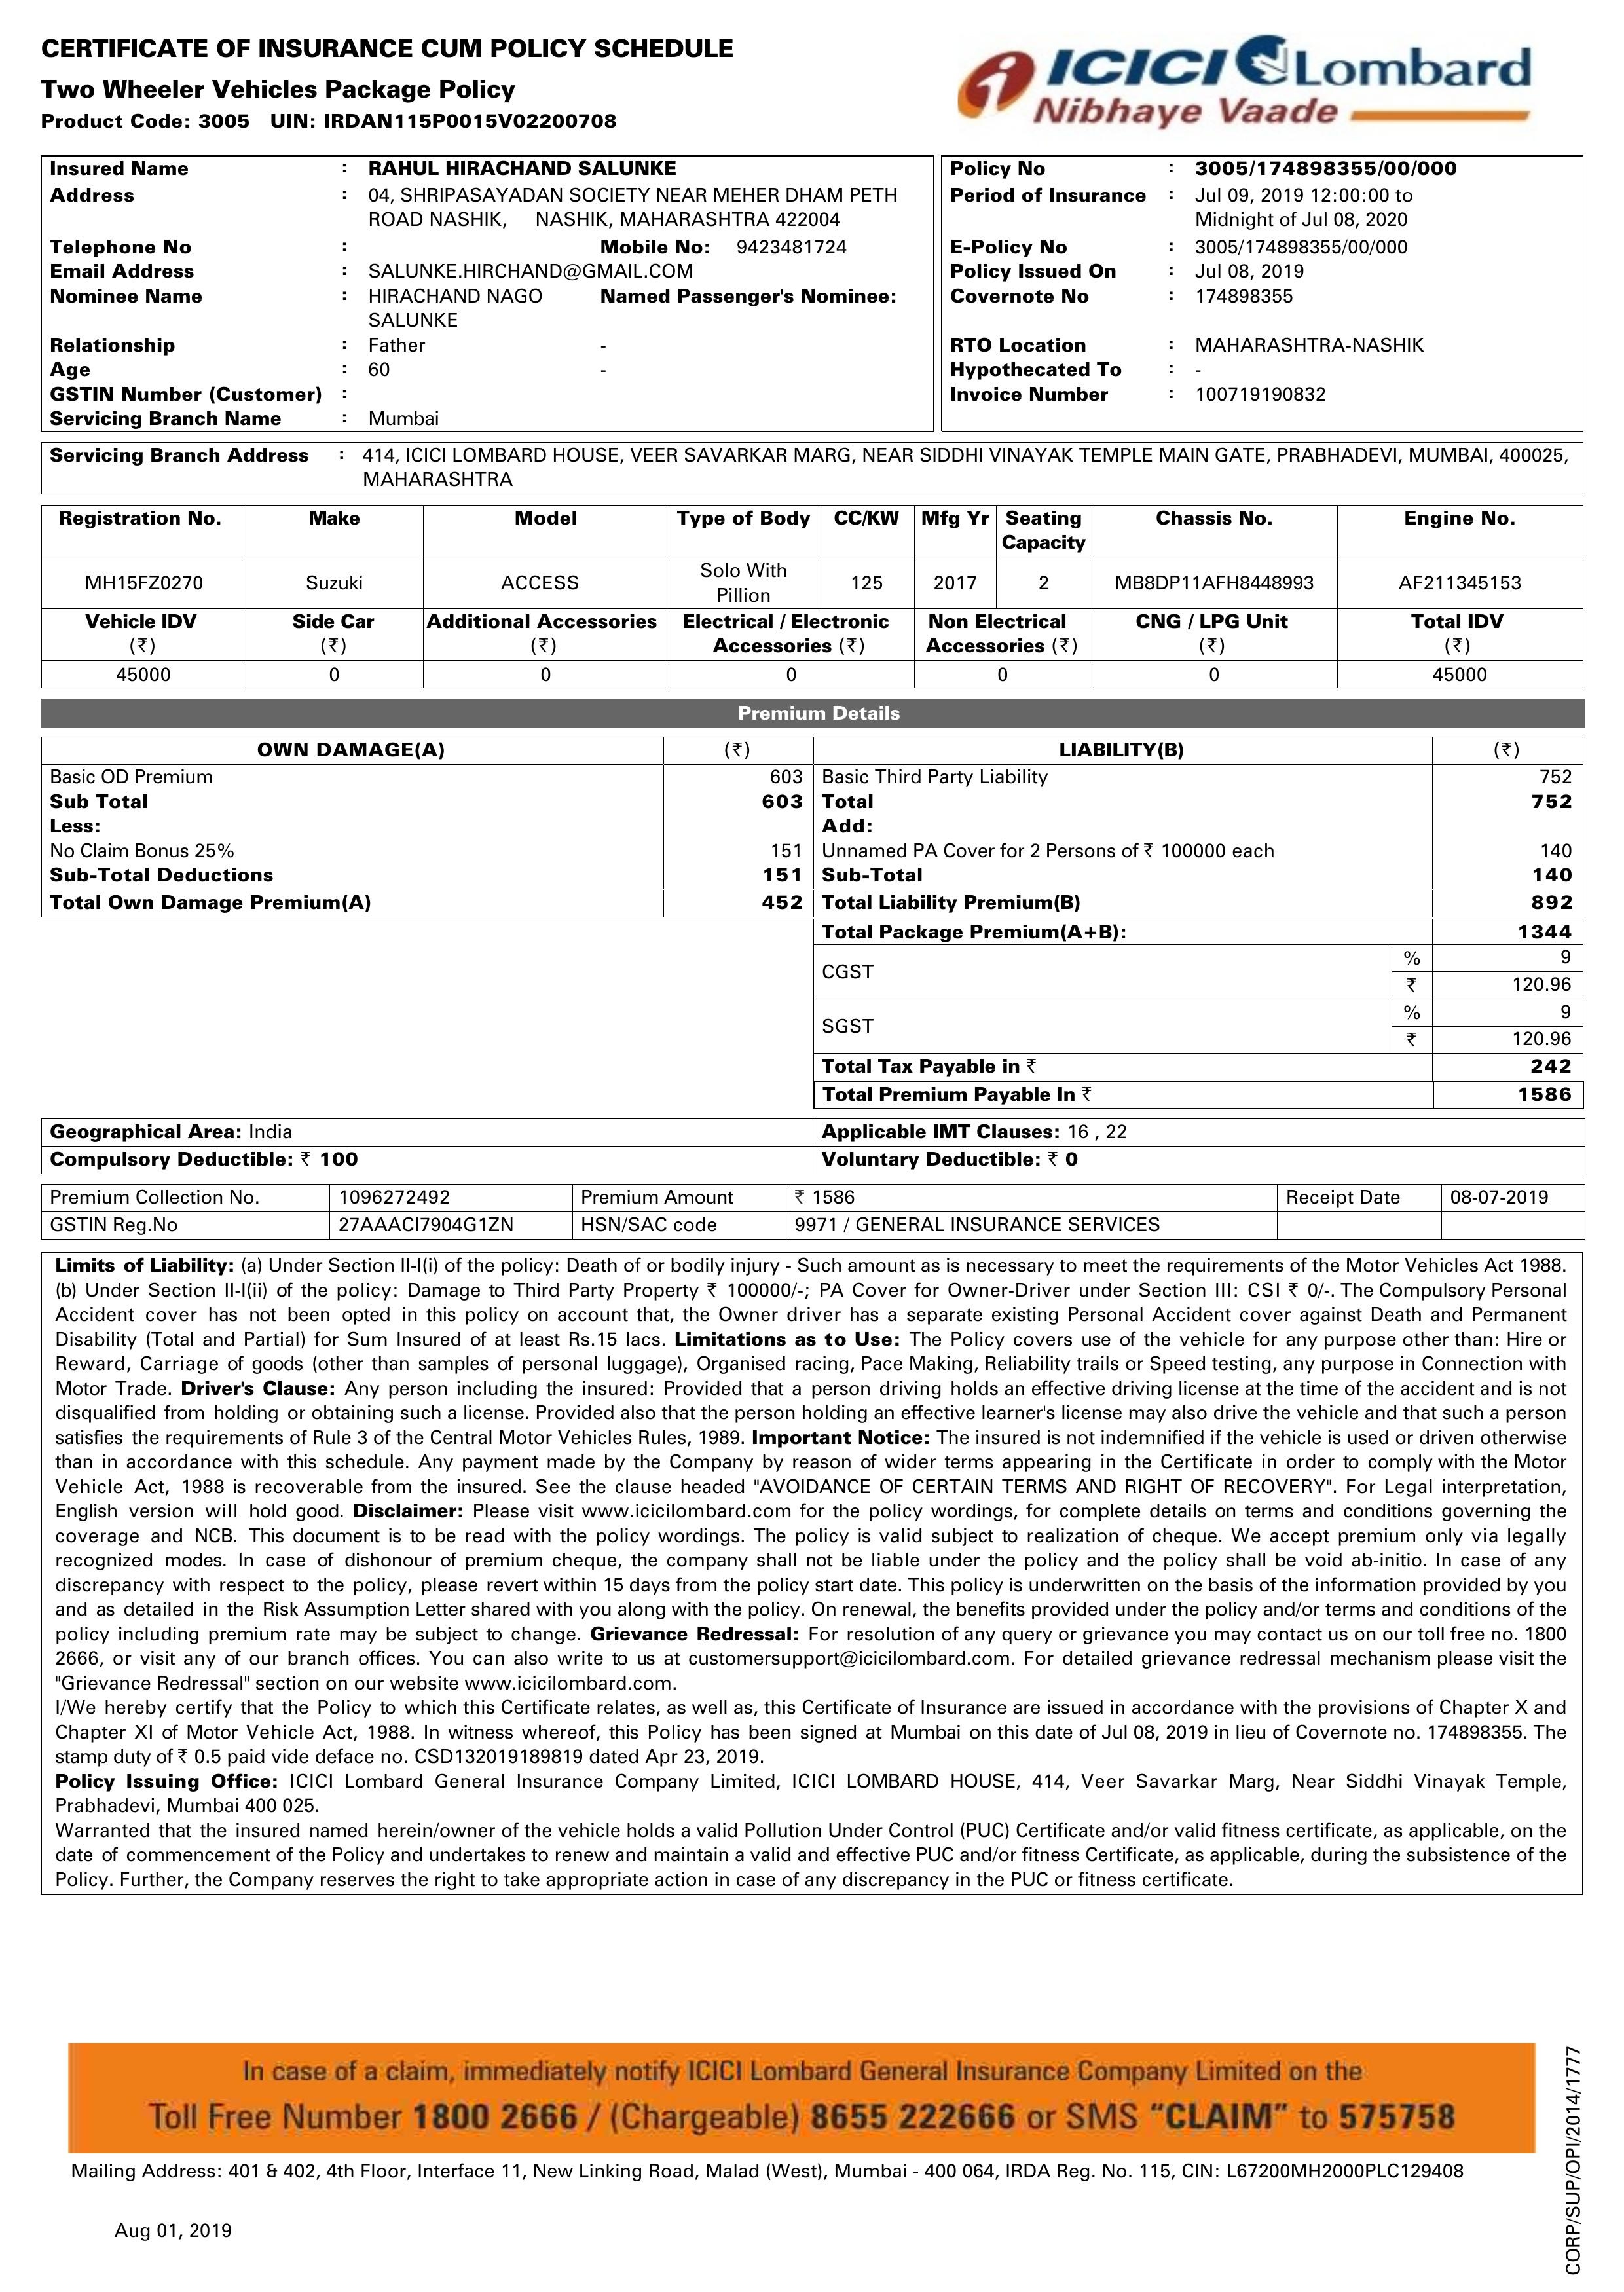 CERTIFICATE OF INSURANCE CUM POLICY SCHEDULE
Two Wheeler Vehicles Package Policy
Product Code: 3005 UIN: IRDAN115P0015V02200708
ICICI Lombard
Nibhaye Vaade
Insured Name : RAHUL HIRACHAND SALUNKE
Address : 04, SHRIPASAYADAN SOCIETY NEAR MEHER DHAM PETH
ROAD NASHIK, NASHIK, MAHARASHTRA 422004
Telephone No : Mobile No: 9423481724
Email Address : SALUNKE.HIRCHAND@GMAIL.COM
Nominee Name : HIRACHAND NAGO Named Passenger's Nominee:
SALUNKE
Relationship : Father -
Age : 60 -
GSTIN Number (Customer) :
Servicing Branch Name : Mumbai
Policy No : 3005/174898355/00/000
Period of Insurance : Jul 09, 2019 12:00:00 to
Midnight of Jul 08, 2020
E-Policy No : 3005/174898355/00/000
Policy Issued On : Jul 08, 2019
Covernote No : 174898355
RTO Location : MAHARASHTRA-NASHIK
Hypothecated To : -
Invoice Number : 100719190832
Servicing Branch Address : 414, ICICI LOMBARD HOUSE, VEER SAVARKAR MARG, NEAR SIDDHI VINAYAK TEMPLE MAIN GATE, PRABHADEVI, MUMBAI, 400025,
MAHARASHTRA
Registration No. Make Model Type of Body CC/KW Mfg Yr Seating Capacity Chassis No. Engine No.
MH15FZ0270 Suzuki ACCESS Solo With Pillion 125 2017 2 MB8DP11AFH8448993 AF211345153
Vehicle IDV (₹) Side Car (₹) Additional Accessories (₹) Electrical / Electronic Accessories (₹) Non Electrical Accessories (₹) CNG / LPG Unit (₹) Total IDV (₹)
45000 0 0 0 0 0 45000
Premium Details
OWN DAMAGE(A) (₹) LIABILITY(B) (₹)
Basic OD Premium 603 Basic Third Party Liability 752
Sub Total 603 Total 752
Less: Add:
No Claim Bonus 25% 151 Unnamed PA Cover for 2 Persons of ₹ 100000 each 140
Sub-Total Deductions 151 Sub-Total 140
Total Own Damage Premium(A) 452 Total Liability Premium(B) 892
Total Package Premium(A+B): 1344
CGST % 9
₹ 120.96
SGST % 9
₹ 120.96
Total Tax Payable in ₹ 242
Total Premium Payable In ₹ 1586
Geographical Area: India Applicable IMT Clauses: 16 , 22
Compulsory Deductible: ₹ 100 Voluntary Deductible: ₹ 0
Premium Collection No. 1096272492 Premium Amount ₹ 1586 Receipt Date 08-07-2019
GSTIN Reg.No 27AAACI7904G1ZN HSN/SAC code 9971 / GENERAL INSURANCE SERVICES
Limits of Liability: (a) Under Section II-I(i) of the policy: Death of or bodily injury - Such amount as is necessary to meet the requirements of the Motor Vehicles Act 1988.
(b) Under Section II-I(ii) of the policy: Damage to Third Party Property ₹ 100000/-; PA Cover for Owner-Driver under Section III: CSI ₹ 0/-. The Compulsory Personal
Accident cover has not been opted in this policy on account that, the Owner driver has a separate existing Personal Accident cover against Death and Permanent
Disability (Total and Partial) for Sum Insured of at least Rs.15 lacs. Limitations as to Use: The Policy covers use of the vehicle for any purpose other than: Hire or
Reward, Carriage of goods (other than samples of personal luggage), Organised racing, Pace Making, Reliability trails or Speed testing, any purpose in Connection with
Motor Trade. Driver's Clause: Any person including the insured: Provided that a person driving holds an effective driving license at the time of the accident and is not
disqualified from holding or obtaining such a license. Provided also that the person holding an effective learner's license may also drive the vehicle and that such a person
satisfies the requirements of Rule 3 of the Central Motor Vehicles Rules, 1989. Important Notice: The insured is not indemnified if the vehicle is used or driven otherwise
than in accordance with this schedule. Any payment made by the Company by reason of wider terms appearing in the Certificate in order to comply with the Motor
Vehicle Act, 1988 is recoverable from the insured. See the clause headed "AVOIDANCE OF CERTAIN TERMS AND RIGHT OF RECOVERY". For Legal interpretation,
English version will hold good. Disclaimer: Please visit www.icicilombard.com for the policy wordings, for complete details on terms and conditions governing the
coverage and NCB. This document is to be read with the policy wordings. The policy is valid subject to realization of cheque. We accept premium only via legally
recognized modes. In case of dishonour of premium cheque, the company shall not be liable under the policy and the policy shall be void ab-initio. In case of any
discrepancy with respect to the policy, please revert within 15 days from the policy start date. This policy is underwritten on the basis of the information provided by you
and as detailed in the Risk Assumption Letter shared with you along with the policy. On renewal, the benefits provided under the policy and/or terms and conditions of the
policy including premium rate may be subject to change. Grievance Redressal: For resolution of any query or grievance you may contact us on our toll free no. 1800
2666, or visit any of our branch offices. You can also write to us at customersupport@icicilombard.com. For detailed grievance redressal mechanism please visit the
"Grievance Redressal" section on our website www.icicilombard.com.
I/We hereby certify that the Policy to which this Certificate relates, as well as, this Certificate of Insurance are issued in accordance with the provisions of Chapter X and
Chapter XI of Motor Vehicle Act, 1988. In witness whereof, this Policy has been signed at Mumbai on this date of Jul 08, 2019 in lieu of Covernote no. 174898355. The
stamp duty of ₹ 0.5 paid vide deface no. CSD132019189819 dated Apr 23, 2019.
Policy Issuing Office: ICICI Lombard General Insurance Company Limited, ICICI LOMBARD HOUSE, 414, Veer Savarkar Marg, Near Siddhi Vinayak Temple,
Prabhadevi, Mumbai 400 025.
Warranted that the insured named herein/owner of the vehicle holds a valid Pollution Under Control (PUC) Certificate and/or valid fitness certificate, as applicable, on the
date of commencement of the Policy and undertakes to renew and maintain a valid and effective PUC and/or fitness Certificate, as applicable, during the subsistence of the
Policy. Further, the Company reserves the right to take appropriate action in case of any discrepancy in the PUC or fitness certificate.
In case of a claim, immediately notify ICICI Lombard General Insurance Company Limited on the
Toll Free Number 1800 2666 / (Chargeable) 8655 222666 or SMS “CLAIM” to 575758
Mailing Address: 401 & 402, 4th Floor, Interface 11, New Linking Road, Malad (West), Mumbai - 400 064, IRDA Reg. No. 115, CIN: L67200MH2000PLC129408
Aug 01, 2019
CORP/SUP/OPI/2014/1777